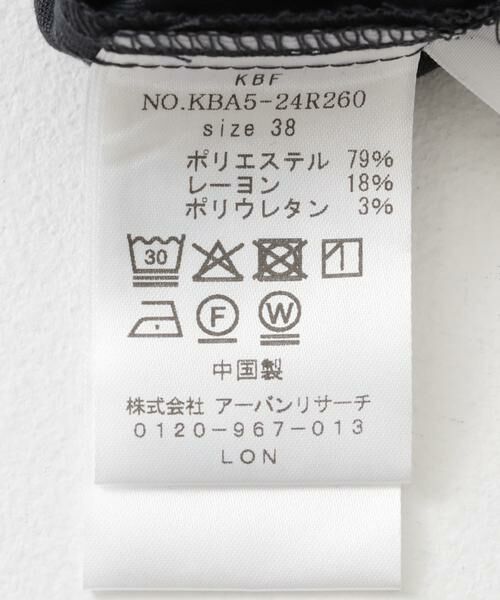 KBF
NO.KBA5-24R260
size 38
ポリエステル 79%
レーヨン 18%
ポリウレタン 3%
30
F W
中国製
株式会社 アーバンリサーチ
0120-967-013
LON